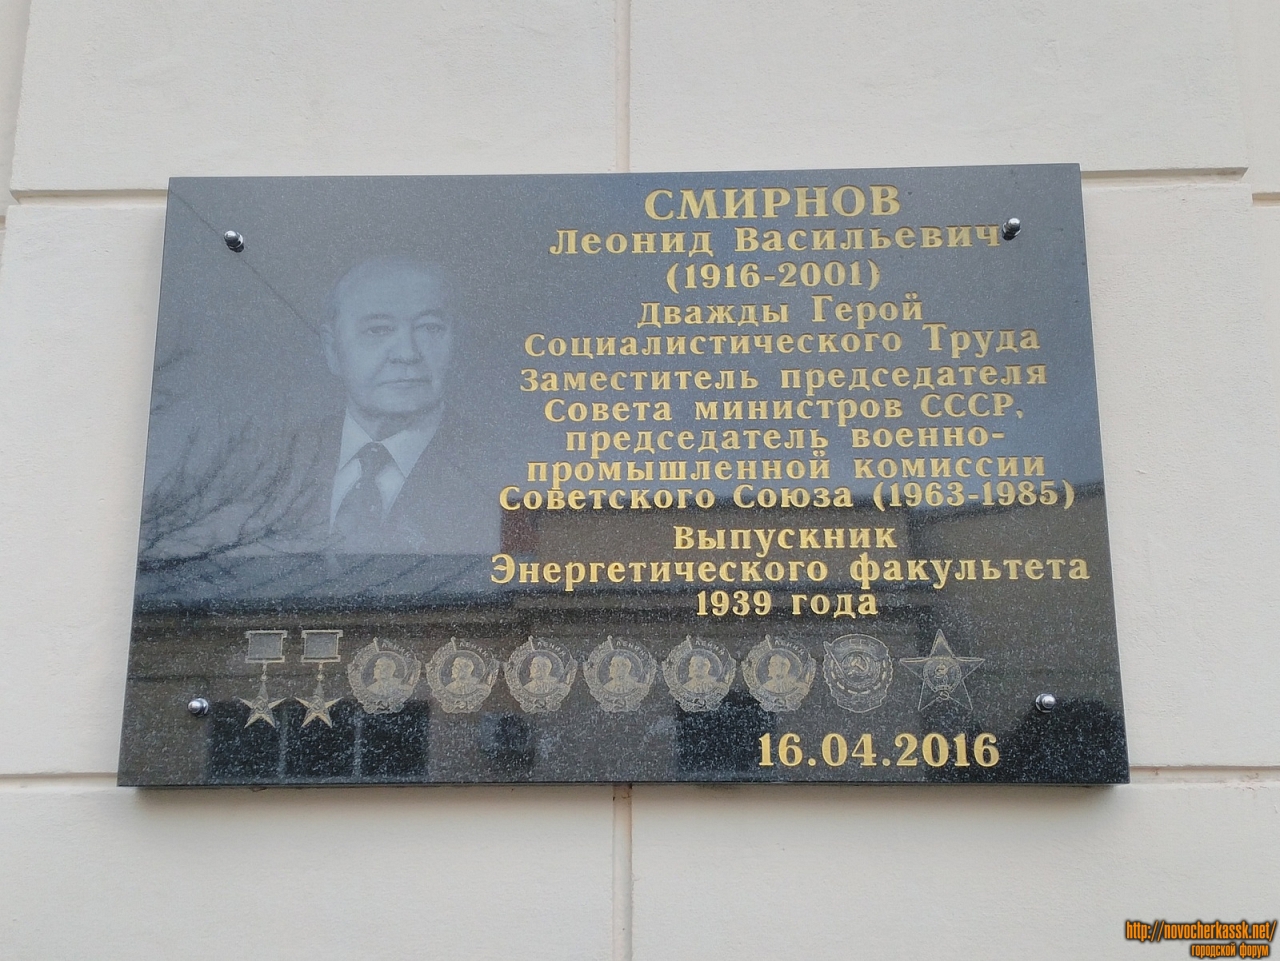 СМИРНОВ
Леонид Васильевич
(1916-2001)
Дважды Герой
Социалистического Труда
Заместитель председателя
Совета министров СССР,
председатель военно-
промышленной комиссии
Советского Союза (1963-1985)
Выпускник
Энергетического факультета
1939 года
16.04.2016
http://novocherkassk.net/
городской форум